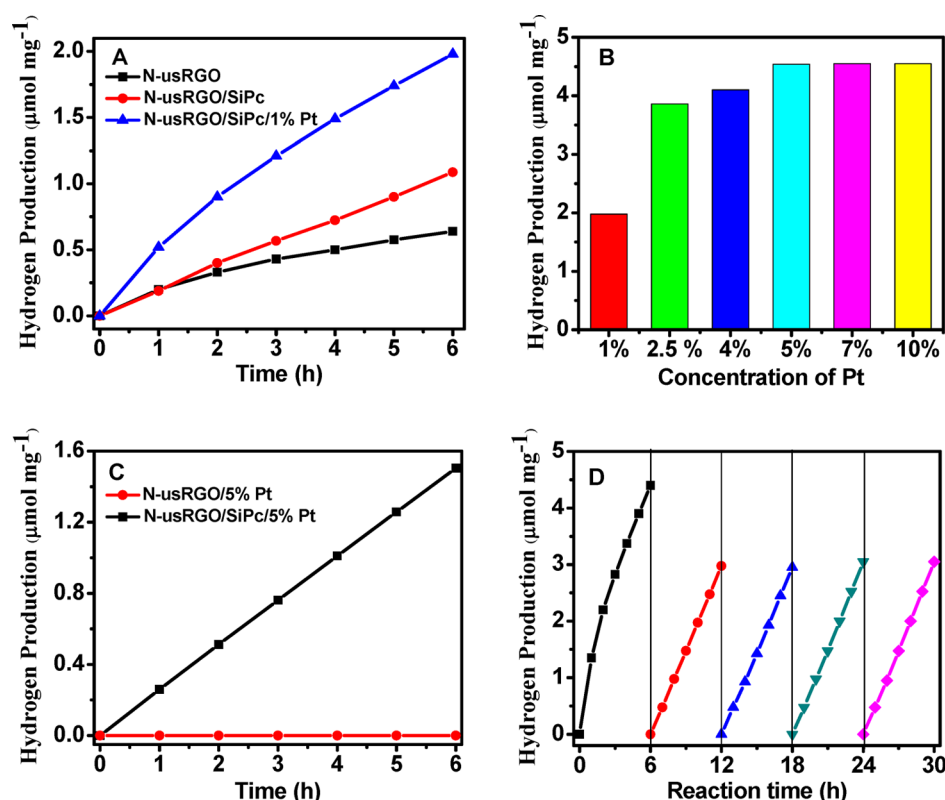 A
N-usRGO
N-usRGO/SiPc
N-usRGO/SiPc/1% Pt
Hydrogen Production (μmol mg⁻¹)
2.0
1.5
1.0
0.5
0.0
0 1 2 3 4 5 6
Time (h)
B
Hydrogen Production (μmol mg⁻¹)
5
4
3
2
1
0
1% 2.5 % 4% 5% 7% 10%
Concentration of Pt
C
N-usRGO/5% Pt
N-usRGO/SiPc/5% Pt
Hydrogen Production (μmol mg⁻¹)
1.6
1.2
0.8
0.4
0.0
0 1 2 3 4 5 6
Time (h)
D
Hydrogen Production (μmol mg⁻¹)
5
4
3
2
1
0
0 6 12 18 24 30
Reaction time (h)